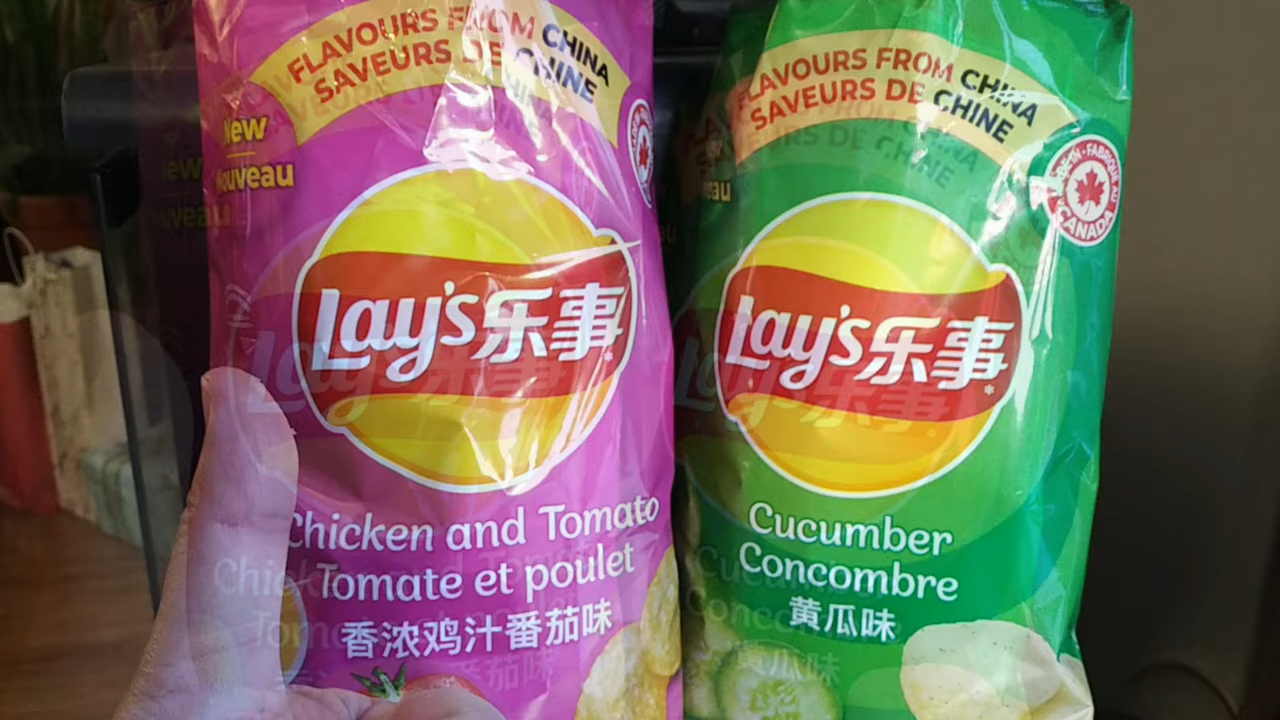 FLAVOURS FROM CHINA
SAVEURS DE CHINE
New
Nouveau
Lay's乐事
Chicken and Tomato
Tomate et poulet
香浓鸡汁番茄味
FLAVOURS FROM CHINA
SAVEURS DE CHINE
FABRIQUÉ AU
CANADA
Lay's乐事
Cucumber
Concombre
黄瓜味